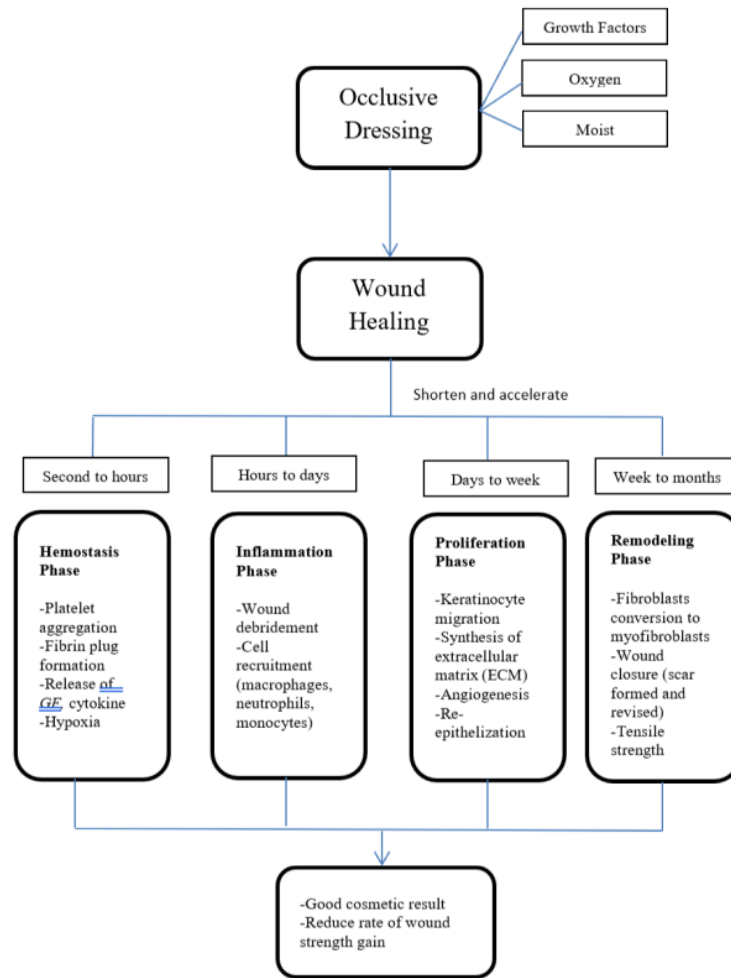 Growth Factors
Oxygen
Moist
Occlusive
Dressing
Wound
Healing
Shorten and accelerate
Second to hours
Hours to days
Days to week
Week to months
Hemostasis
Phase
-Platelet
aggregation
-Fibrin plug
formation
-Release of
GF, cytokine
-Hypoxia
Inflammation
Phase
-Wound
debridement
-Cell
recruitment
(macrophages,
neutrophils,
monocytes)
Proliferation
Phase
-Keratinocyte
migration
-Synthesis of
extracellular
matrix (ECM)
-Angiogenesis
-Re-
epithelization
Remodeling
Phase
-Fibroblasts
conversion to
myofibroblasts
-Wound
closure (scar
formed and
revised)
-Tensile
strength
-Good cosmetic result
-Reduce rate of wound
strength gain